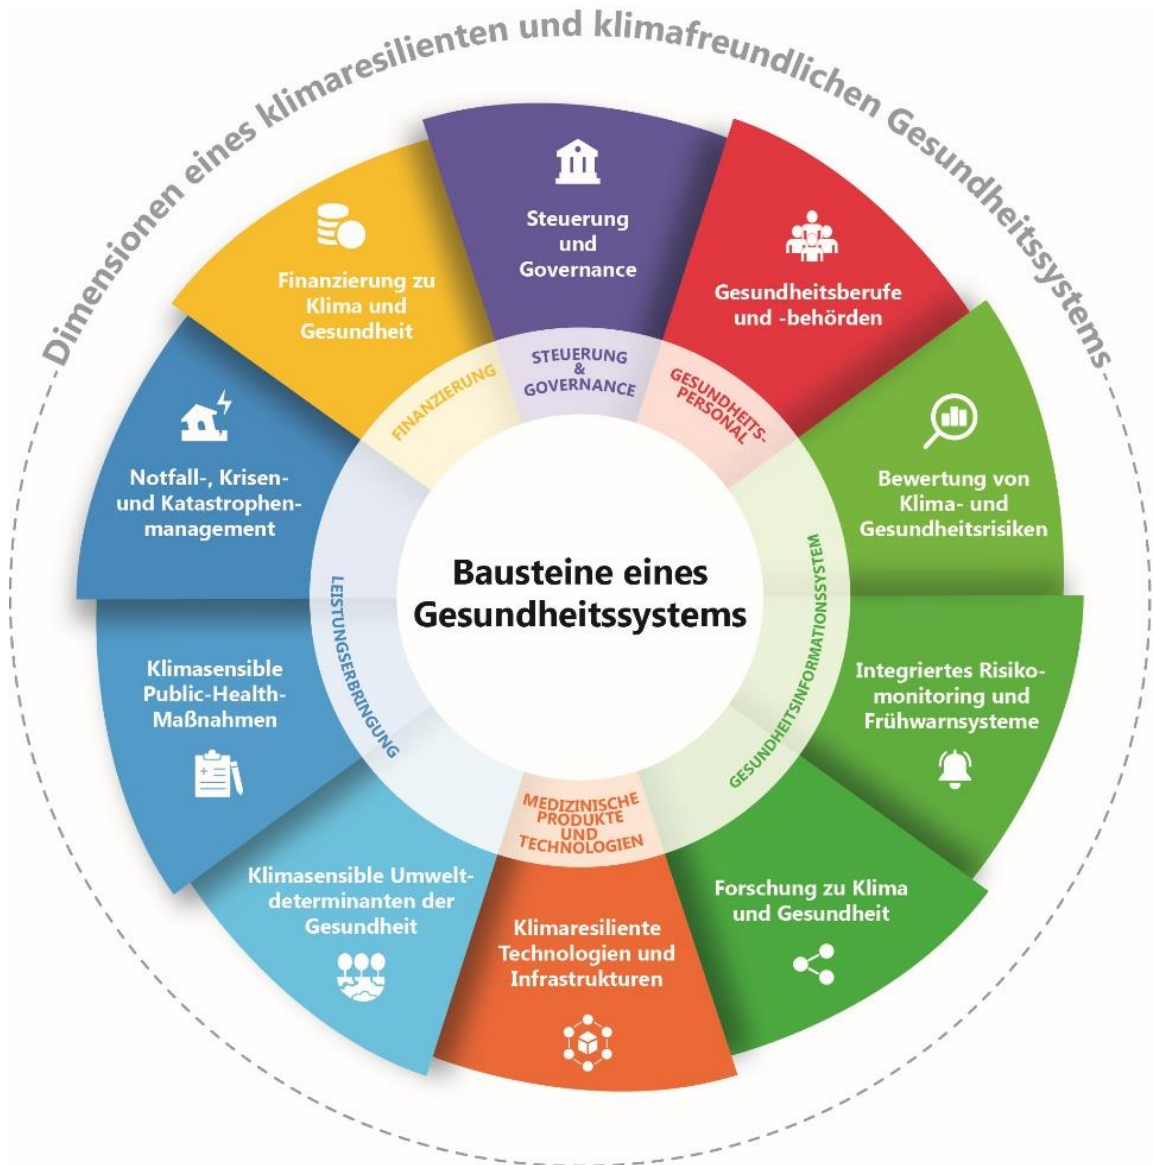 Dimensionen eines klimaresilienten und klimafreundlichen Gesundheitssystems
Steuerung
und
Governance
Gesundheitsberufe
und -behörden
Bewertung von
Klima- und
Gesundheitsrisiken
Integriertes Risiko-
monitoring und
Frühwarnsysteme
Forschung zu Klima
und Gesundheit
Klimaresiliente
Technologien und
Infrastrukturen
Klimasensible Umwelt-
determinanten der
Gesundheit
Klimasensible
Public-Health-
Maßnahmen
Notfall-, Krisen-
und Katastrophen-
management
Finanzierung zu
Klima und
Gesundheit
STEUERUNG
&
GOVERNANCE
GESUNDHEITS-
PERSONAL
GESUNDHEITSINFORMATIONSSYSTEM
MEDIZINISCHE
PRODUKTE
UND
TECHNOLOGIEN
LEISTUNGSERBRINGUNG
FINANZIERUNG
Bausteine eines
Gesundheitssystems